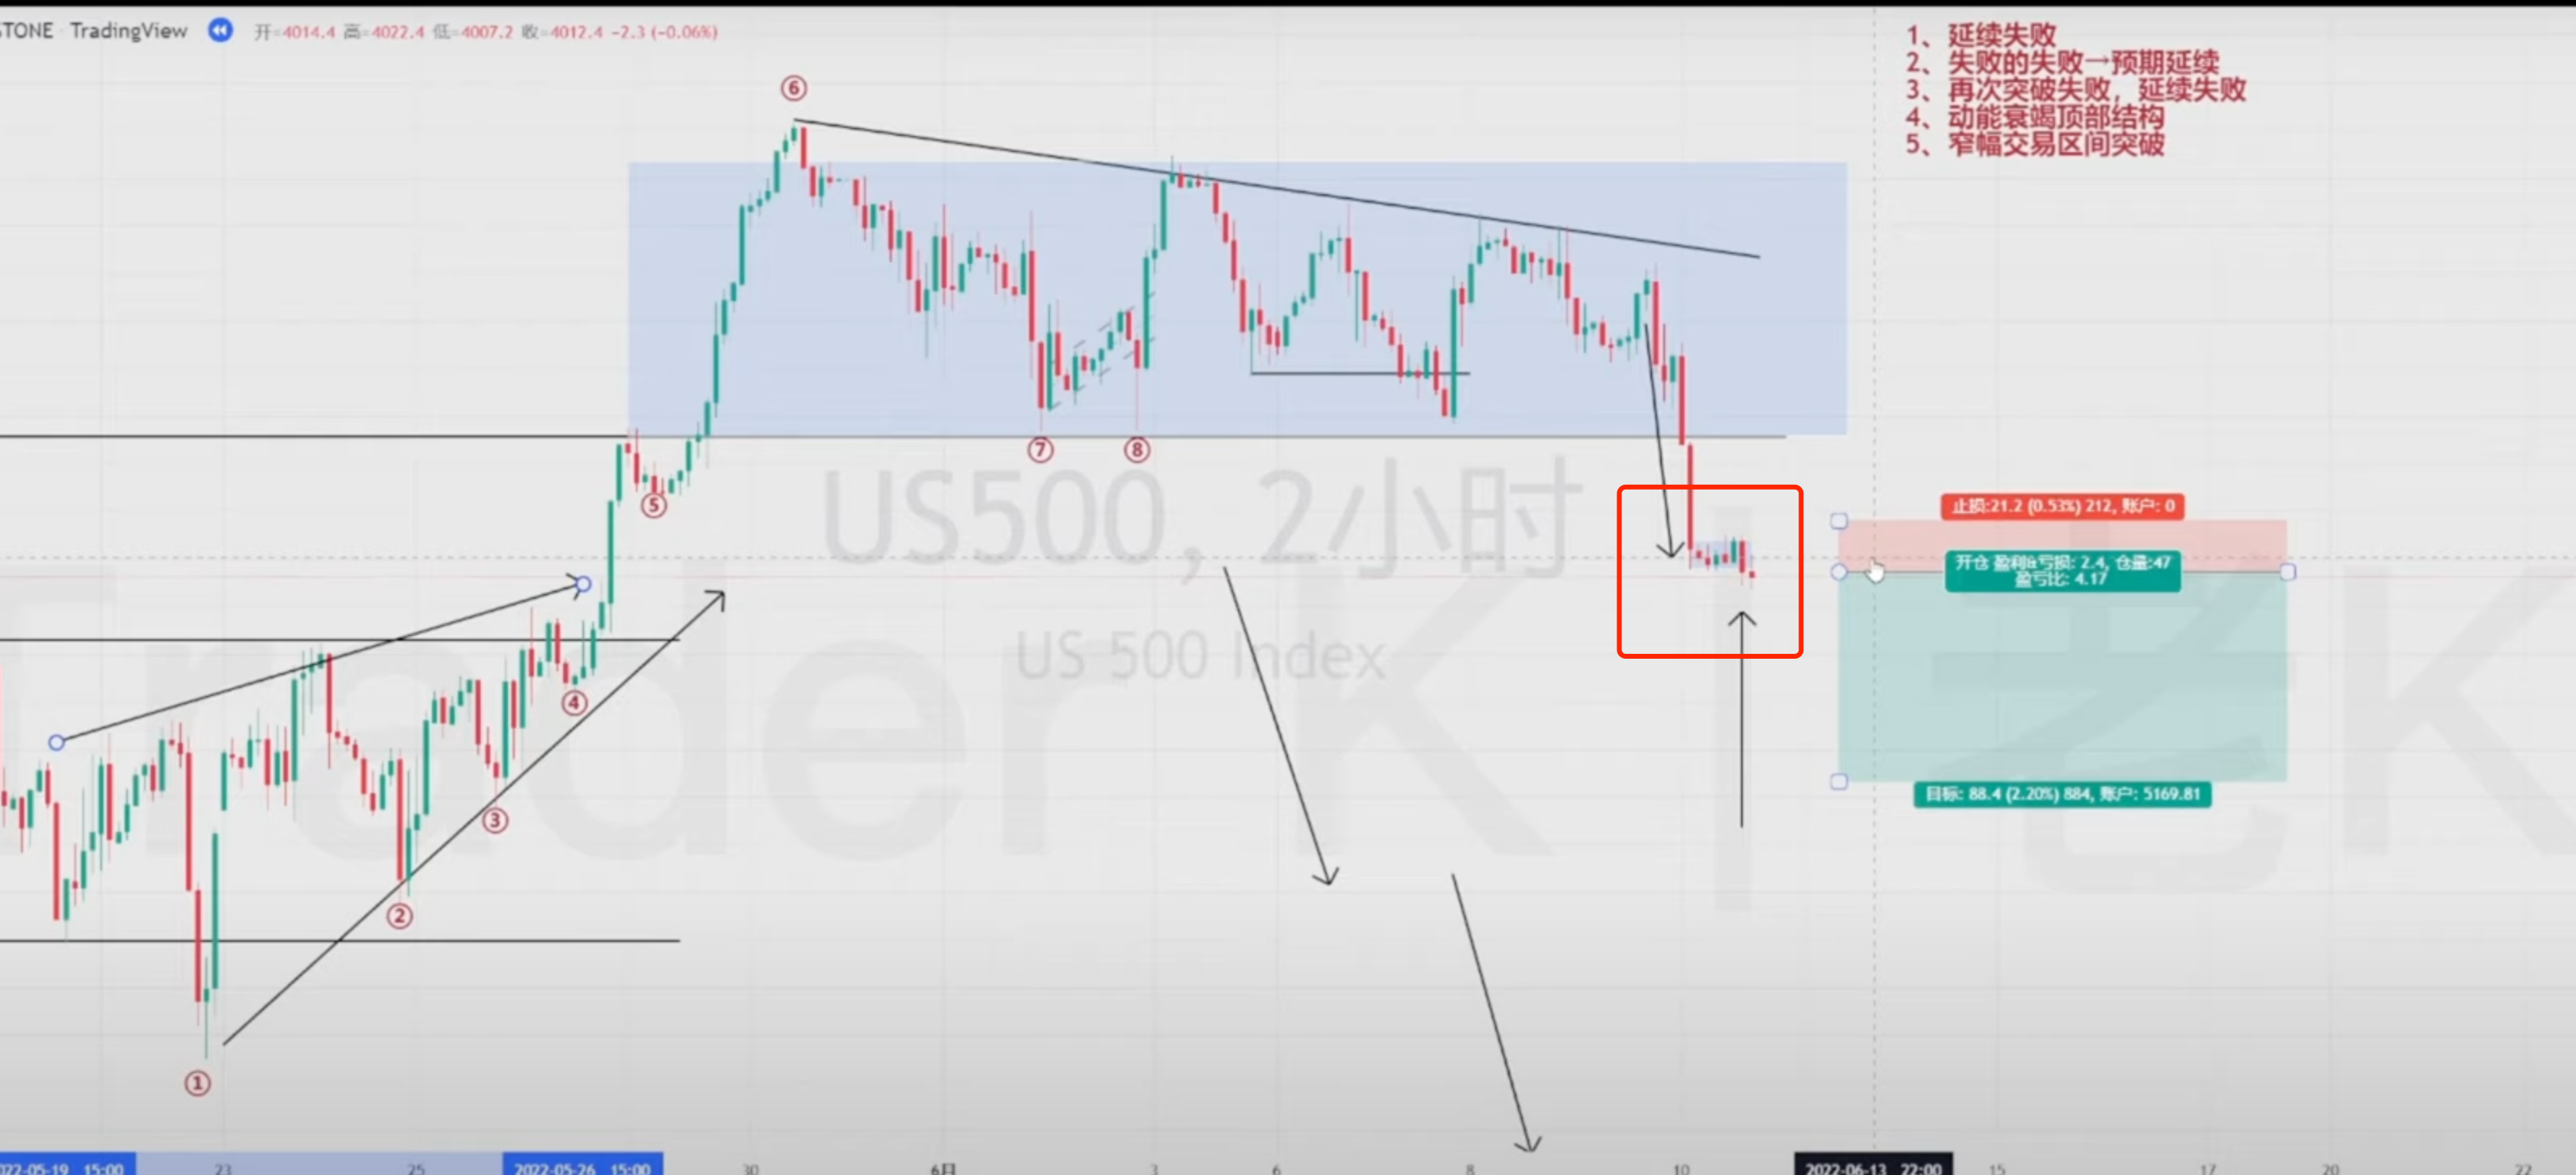 STONE · TradingView 开=4014.4 高=4022.4 低=4007.2 收=4012.4 −2.3 (−0.06%)
1、延续失败
2、失败的失败→预期延续
3、再次突破失败，延续失败
4、动能衰竭顶部结构
5、窄幅交易区间突破
⑥
⑦
⑧
⑤
US500, 2小时
US 500 Index
Trader K | 老K
止损:21.2 (0.53%) 212, 账户: 0
开仓 盈利&亏损: 2.4, 仓量:47
盈亏比: 4.17
目标: 88.4 (2.20%) 884, 账户: 5169.81
④
③
②
①
022-05-19 15:00 23 25 2022-05-26 15:00 30 6月 3 6 8 10 2022-06-13 22:00 15 17 20 22